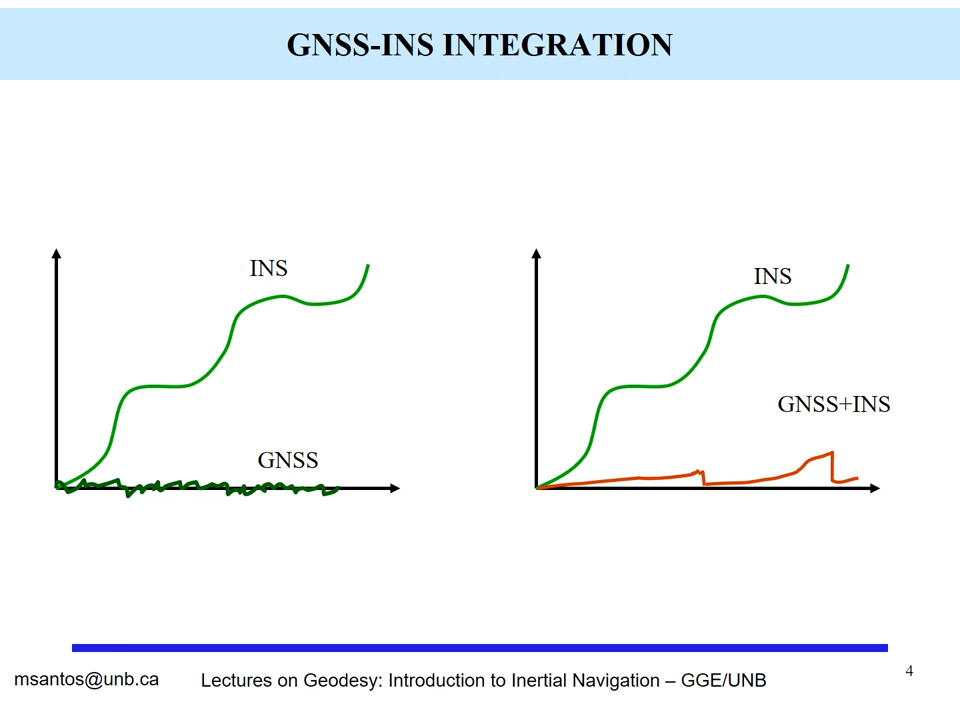 GNSS-INS INTEGRATION
INS
GNSS
INS
GNSS+INS
msantos@unb.ca
Lectures on Geodesy: Introduction to Inertial Navigation – GGE/UNB
4